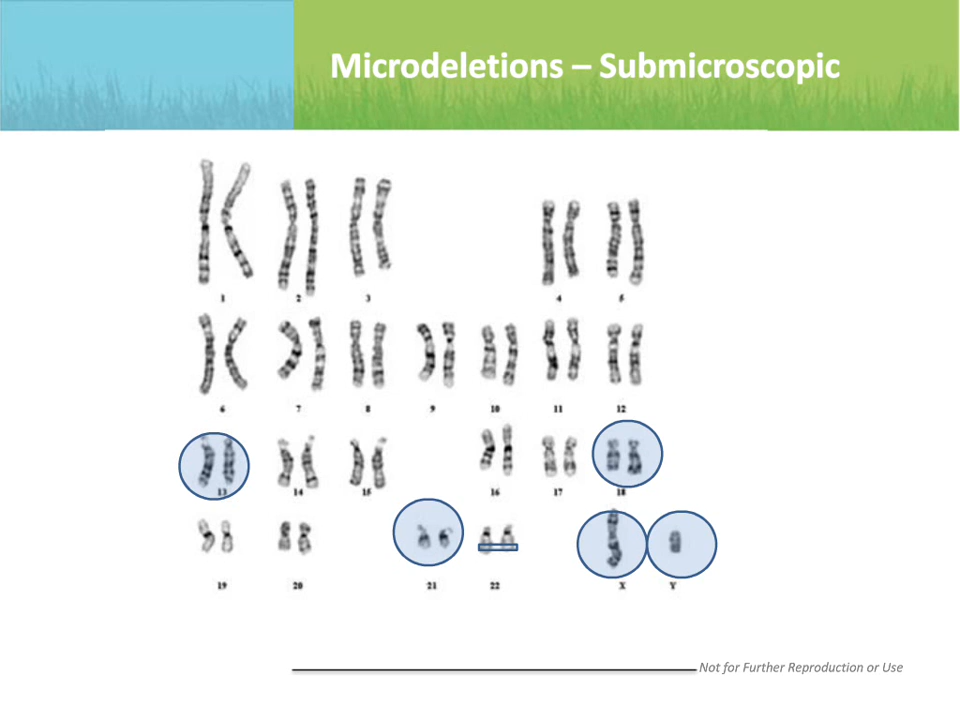 Microdeletions – Submicroscopic
1 2 3 4 5
6 7 8 9 10 11 12
13 14 15 16 17 18
19 20 21 22 X Y
Not for Further Reproduction or Use